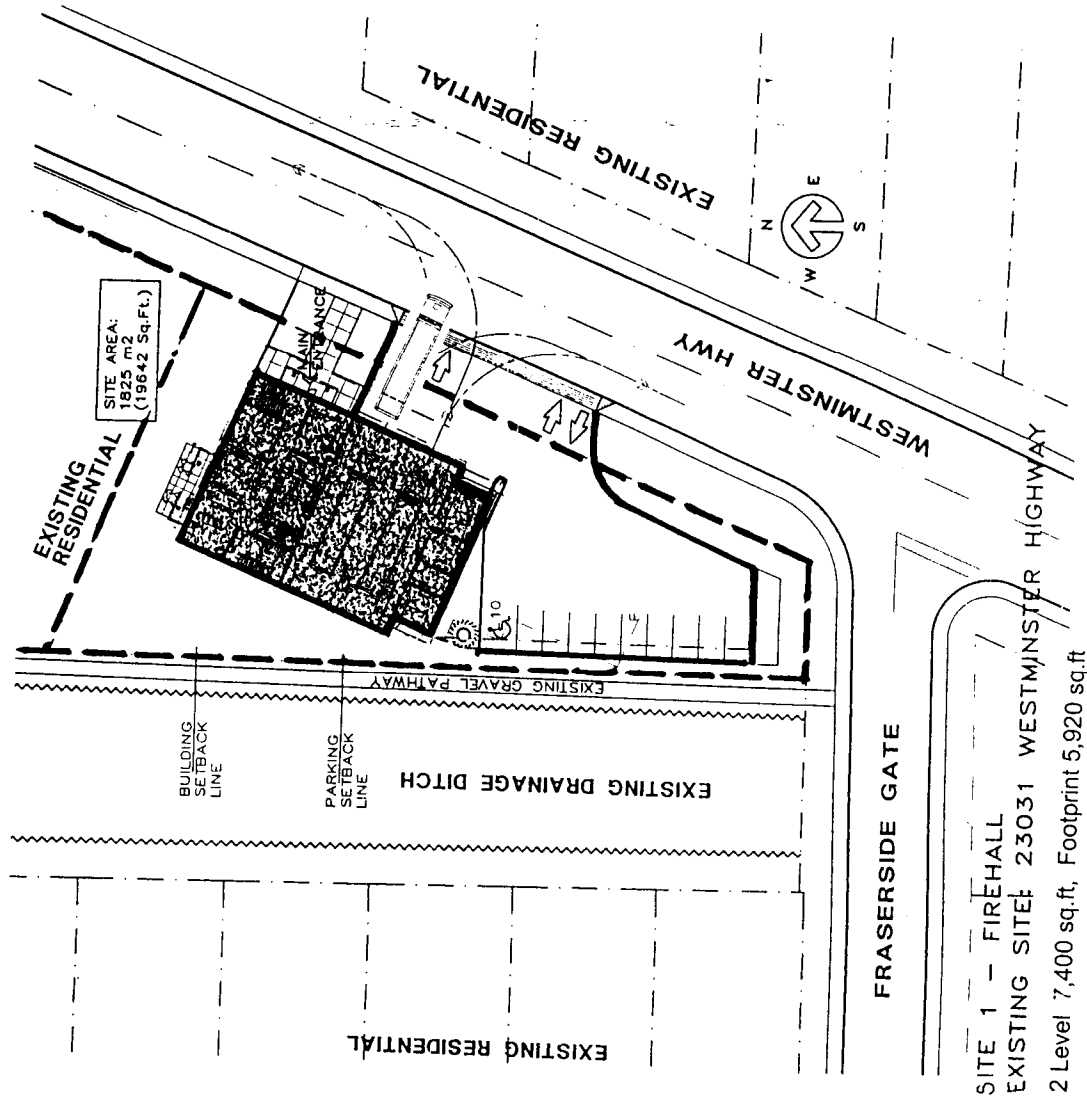 EXISTING RESIDENTIAL
SITE AREA:
1825 m2
(19642 Sq.Ft.)
EXISTING
RESIDENTIAL
MAIN
ENTRANCE
N
E
S
W
WESTMINSTER HWY
10
EXISTING GRAVEL PATHWAY
BUILDING
SETBACK
LINE
PARKING
SETBACK
LINE
EXISTING DRAINAGE DITCH
FRASERSIDE GATE
EXISTING RESIDENTIAL
SITE 1 - FIREHALL
EXISTING SITE: 23031 WESTMINSTER HIGHWAY
2 Level 7,400 sq.ft, Footprint 5,920 sq.ft